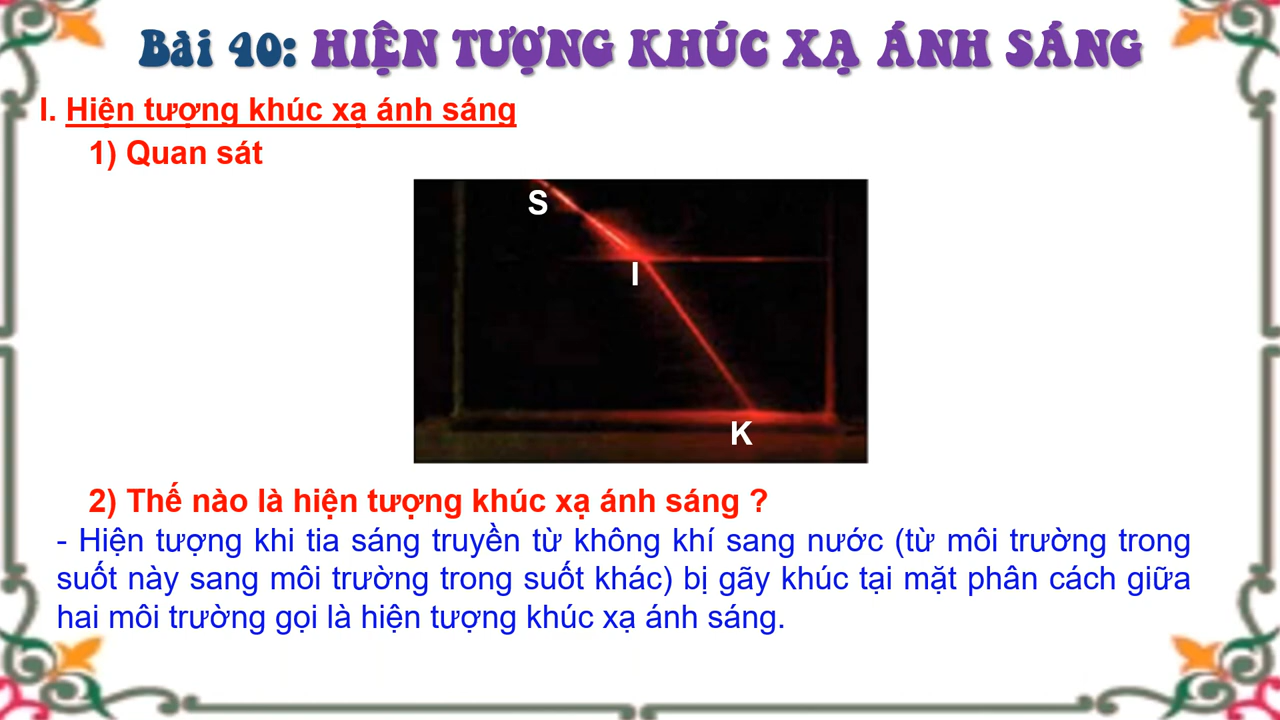 Bài 40: HIỆN TƯỢNG KHÚC XẠ ÁNH SÁNG
I. Hiện tượng khúc xạ ánh sáng
1) Quan sát
S
I
K
2) Thế nào là hiện tượng khúc xạ ánh sáng ?
- Hiện tượng khi tia sáng truyền từ không khí sang nước (từ môi trường trong
suốt này sang môi trường trong suốt khác) bị gãy khúc tại mặt phân cách giữa
hai môi trường gọi là hiện tượng khúc xạ ánh sáng.